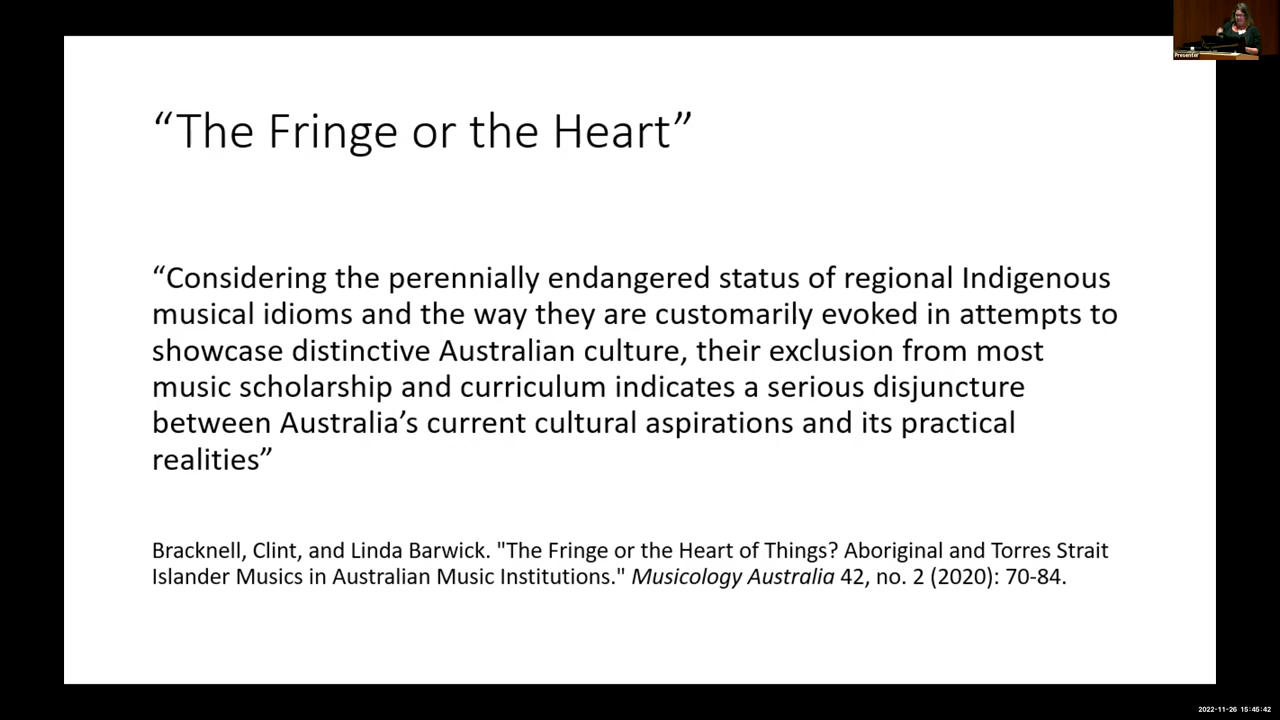 Presenter
“The Fringe or the Heart”
“Considering the perennially endangered status of regional Indigenous
musical idioms and the way they are customarily evoked in attempts to
showcase distinctive Australian culture, their exclusion from most
music scholarship and curriculum indicates a serious disjuncture
between Australia’s current cultural aspirations and its practical
realities”
Bracknell, Clint, and Linda Barwick. "The Fringe or the Heart of Things? Aboriginal and Torres Strait
Islander Musics in Australian Music Institutions." Musicology Australia 42, no. 2 (2020): 70-84.
2022-11-26 15:45:42